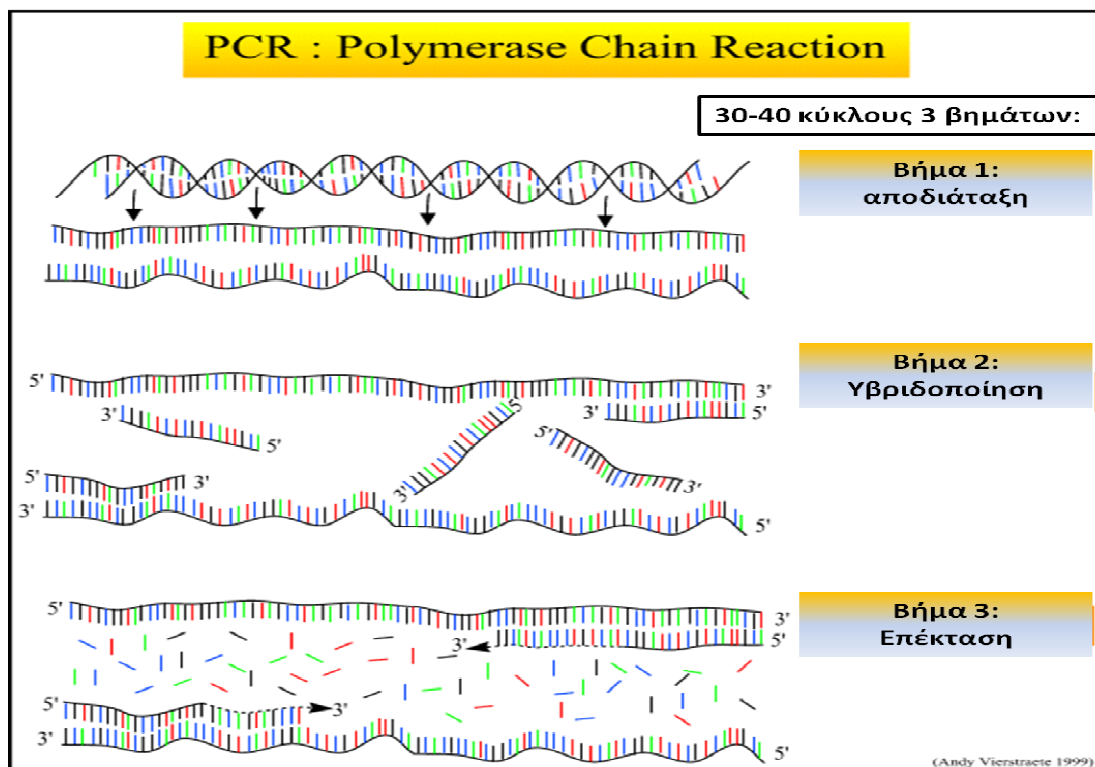 PCR : Polymerase Chain Reaction
30-40 κύκλους 3 βημάτων:
Βήμα 1:
αποδιάταξη
Βήμα 2:
Υβριδοποίηση
5'
3'
3'
5'
3'
5'
5'
5'
3'
5'
3'
3'
3'
5'
Βήμα 3:
Επέκταση
5'
3'
3'
5'
5'
3'
3'
5'
(Andy Vierstraete 1999)